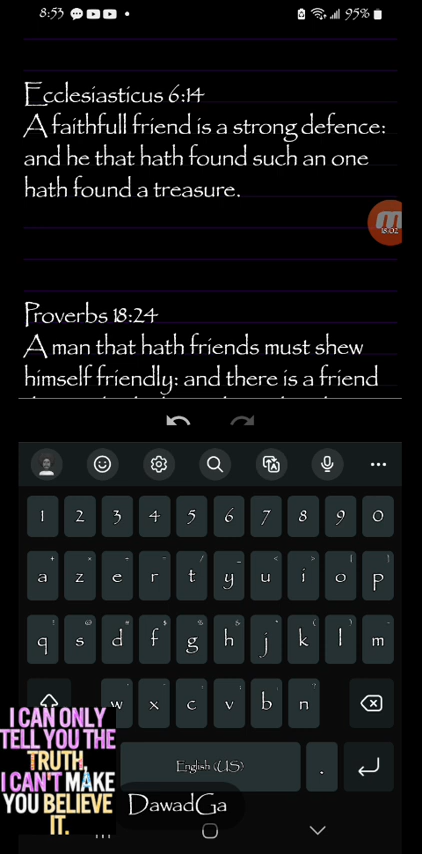 8:53 95%
Ecclesiasticus 6:14
A faithfull friend is a strong defence:
and he that hath found such an one
hath found a treasure.
18:02
Proverbs 18:24
A man that hath friends must shew
himself friendly: and there is a friend
1 2 3 4 5 6 7 8 9 0
a z e r t y u i o p
q s d f g h j k l m
w x c v b n
English (US) .
I CAN ONLY
TELL YOU THE
TRUTH,
I CAN'T MAKE
YOU BELIEVE
IT.
DawadGa